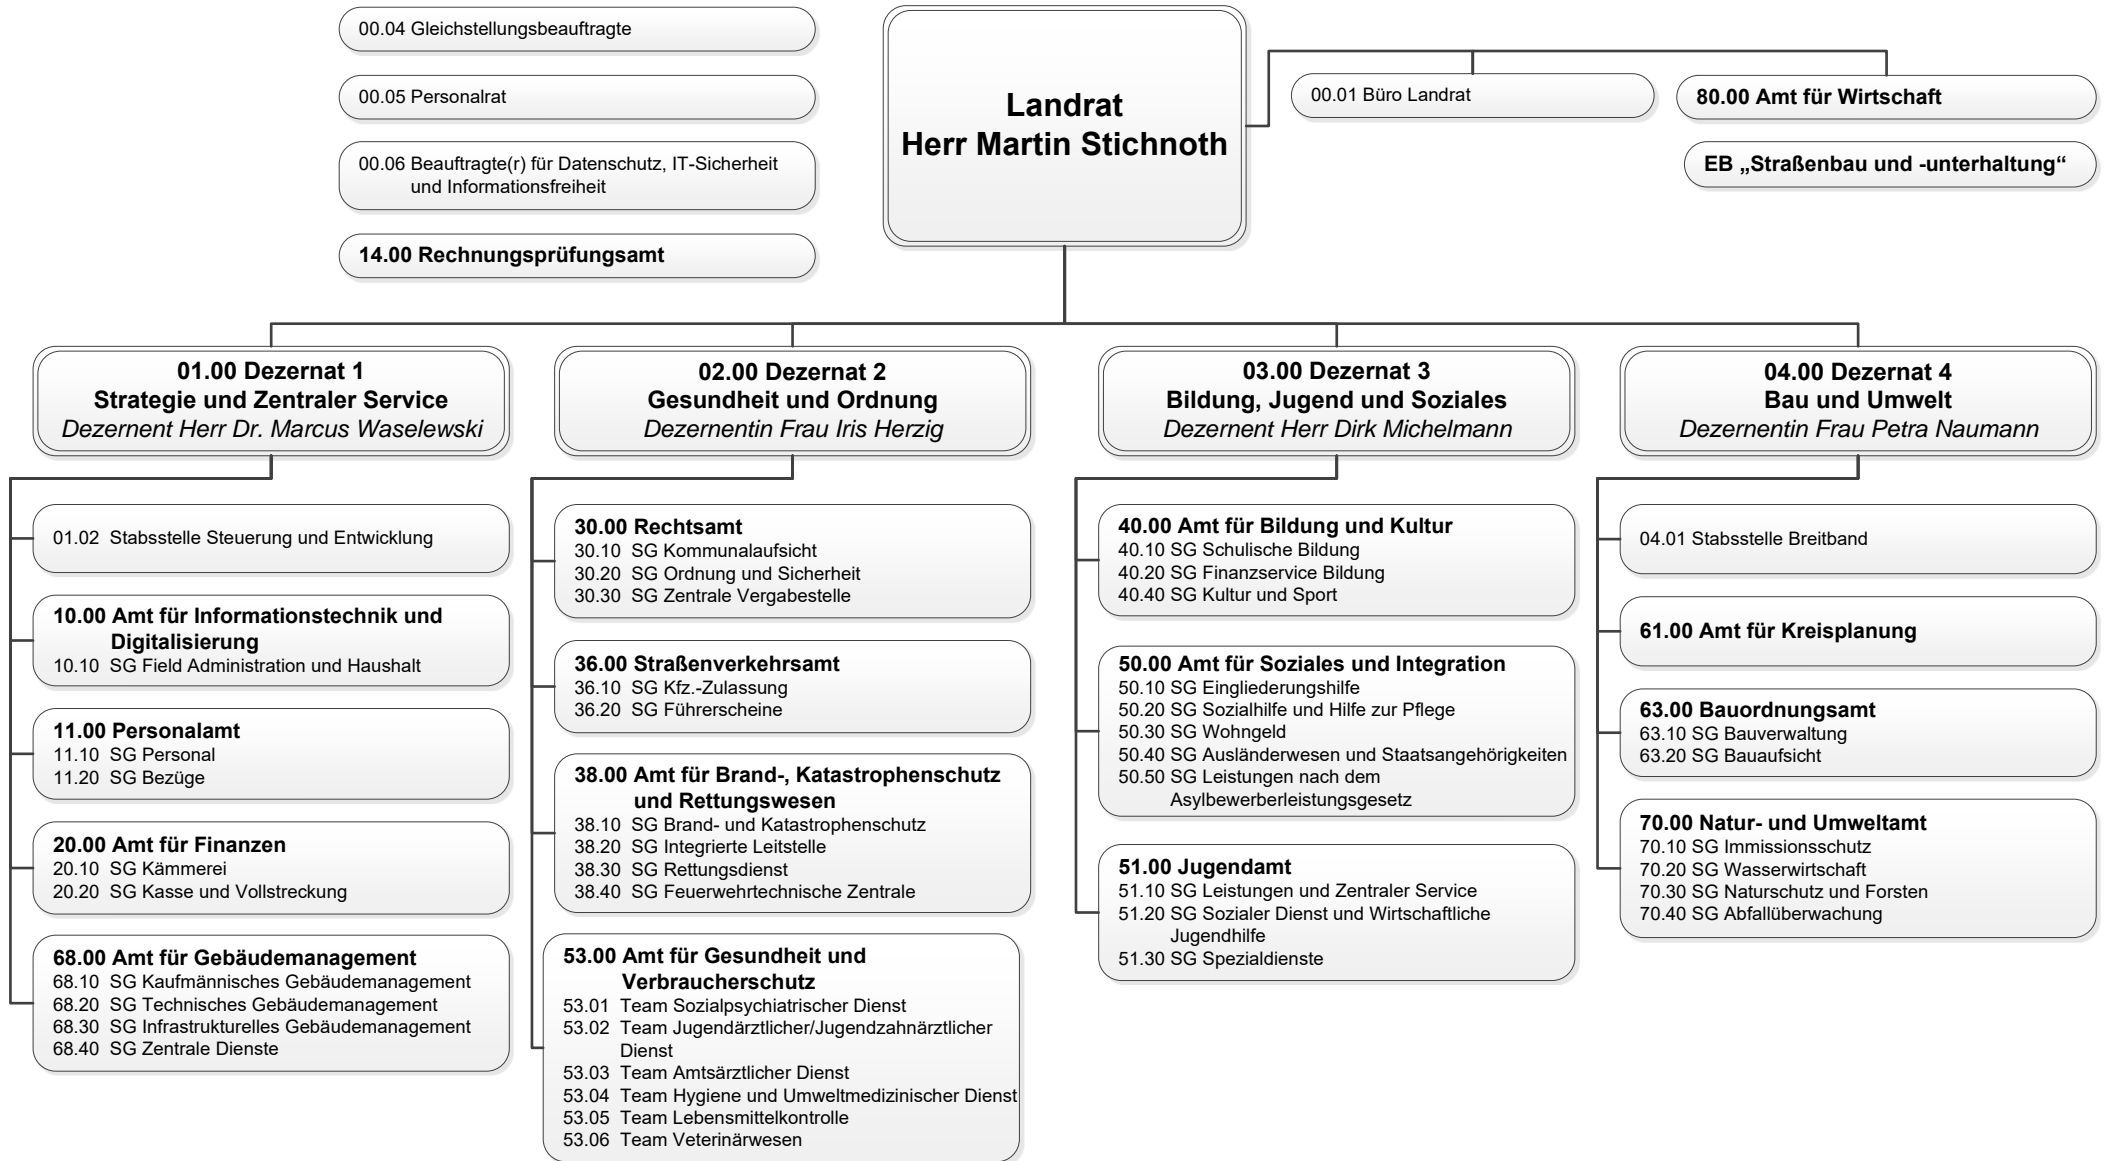 00.04 Gleichstellungsbeauftragte
00.05 Personalrat
00.06 Beauftragte(r) für Datenschutz, IT-Sicherheit
und Informationsfreiheit
14.00 Rechnungsprüfungsamt
Landrat
Herr Martin Stichnoth
00.01 Büro Landrat
80.00 Amt für Wirtschaft
EB „Straßenbau und -unterhaltung“
01.00 Dezernat 1
Strategie und Zentraler Service
Dezernent Herr Dr. Marcus Waselewski
01.02 Stabsstelle Steuerung und Entwicklung
10.00 Amt für Informationstechnik und
Digitalisierung
10.10 SG Field Administration und Haushalt
11.00 Personalamt
11.10 SG Personal
11.20 SG Bezüge
20.00 Amt für Finanzen
20.10 SG Kämmerei
20.20 SG Kasse und Vollstreckung
68.00 Amt für Gebäudemanagement
68.10 SG Kaufmännisches Gebäudemanagement
68.20 SG Technisches Gebäudemanagement
68.30 SG Infrastrukturelles Gebäudemanagement
68.40 SG Zentrale Dienste
02.00 Dezernat 2
Gesundheit und Ordnung
Dezernentin Frau Iris Herzig
30.00 Rechtsamt
30.10 SG Kommunalaufsicht
30.20 SG Ordnung und Sicherheit
30.30 SG Zentrale Vergabestelle
36.00 Straßenverkehrsamt
36.10 SG Kfz.-Zulassung
36.20 SG Führerscheine
38.00 Amt für Brand-, Katastrophenschutz
und Rettungswesen
38.10 SG Brand- und Katastrophenschutz
38.20 SG Integrierte Leitstelle
38.30 SG Rettungsdienst
38.40 SG Feuerwehrtechnische Zentrale
53.00 Amt für Gesundheit und
Verbraucherschutz
53.01 Team Sozialpsychiatrischer Dienst
53.02 Team Jugendärztlicher/Jugendzahnärztlicher
Dienst
53.03 Team Amtsärztlicher Dienst
53.04 Team Hygiene und Umweltmedizinischer Dienst
53.05 Team Lebensmittelkontrolle
53.06 Team Veterinärwesen
03.00 Dezernat 3
Bildung, Jugend und Soziales
Dezernent Herr Dirk Michelmann
40.00 Amt für Bildung und Kultur
40.10 SG Schulische Bildung
40.20 SG Finanzservice Bildung
40.40 SG Kultur und Sport
50.00 Amt für Soziales und Integration
50.10 SG Eingliederungshilfe
50.20 SG Sozialhilfe und Hilfe zur Pflege
50.30 SG Wohngeld
50.40 SG Ausländerwesen und Staatsangehörigkeiten
50.50 SG Leistungen nach dem
Asylbewerberleistungsgesetz
51.00 Jugendamt
51.10 SG Leistungen und Zentraler Service
51.20 SG Sozialer Dienst und Wirtschaftliche
Jugendhilfe
51.30 SG Spezialdienste
04.00 Dezernat 4
Bau und Umwelt
Dezernentin Frau Petra Naumann
04.01 Stabsstelle Breitband
61.00 Amt für Kreisplanung
63.00 Bauordnungsamt
63.10 SG Bauverwaltung
63.20 SG Bauaufsicht
70.00 Natur- und Umweltamt
70.10 SG Immissionsschutz
70.20 SG Wasserwirtschaft
70.30 SG Naturschutz und Forsten
70.40 SG Abfallüberwachung